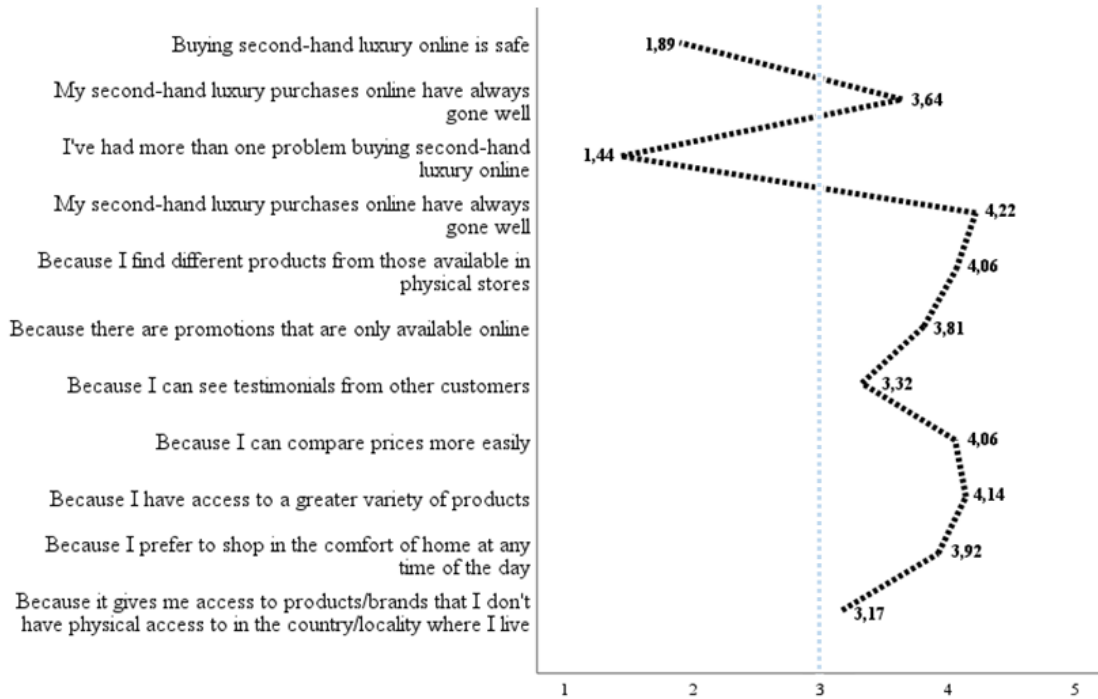 Buying second-hand luxury online is safe
1,89
My second-hand luxury purchases online have always
gone well
3,64
I've had more than one problem buying second-hand
luxury online
1,44
My second-hand luxury purchases online have always
gone well
4,22
Because I find different products from those available in
physical stores
4,06
Because there are promotions that are only available online
3,81
Because I can see testimonials from other customers
3,32
Because I can compare prices more easily
4,06
Because I have access to a greater variety of products
4,14
Because I prefer to shop in the comfort of home at any
time of the day
3,92
Because it gives me access to products/brands that I don't
have physical access to in the country/locality where I live
3,17
1 2 3 4 5